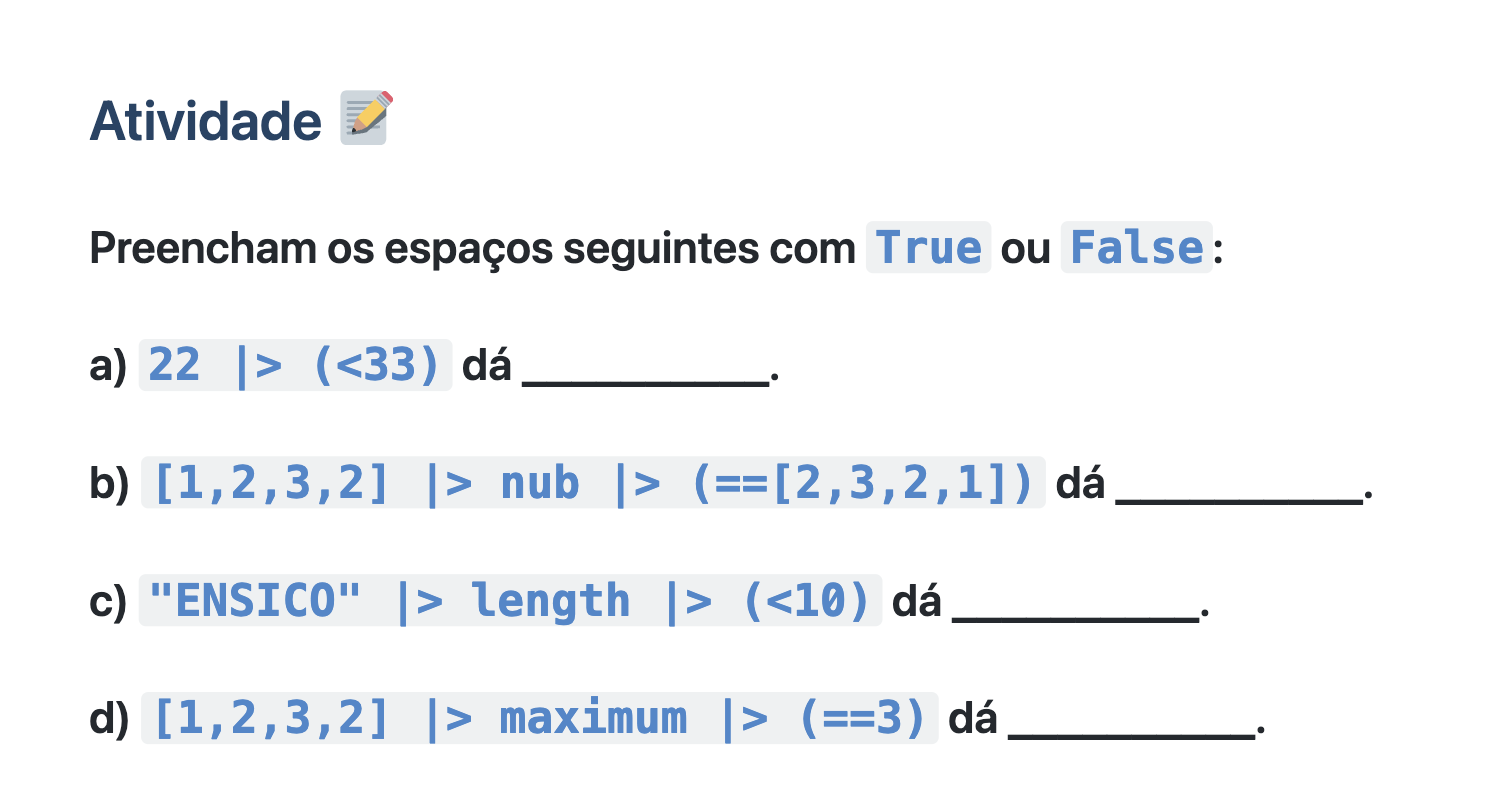 Atividade 📝
Preencham os espaços seguintes com True ou False:
a) 22 |> (<33) dá ___________.
b) [1,2,3,2] |> nub |> (==[2,3,2,1]) dá ___________.
c) "ENSICO" |> length |> (<10) dá ___________.
d) [1,2,3,2] |> maximum |> (==3) dá ___________.